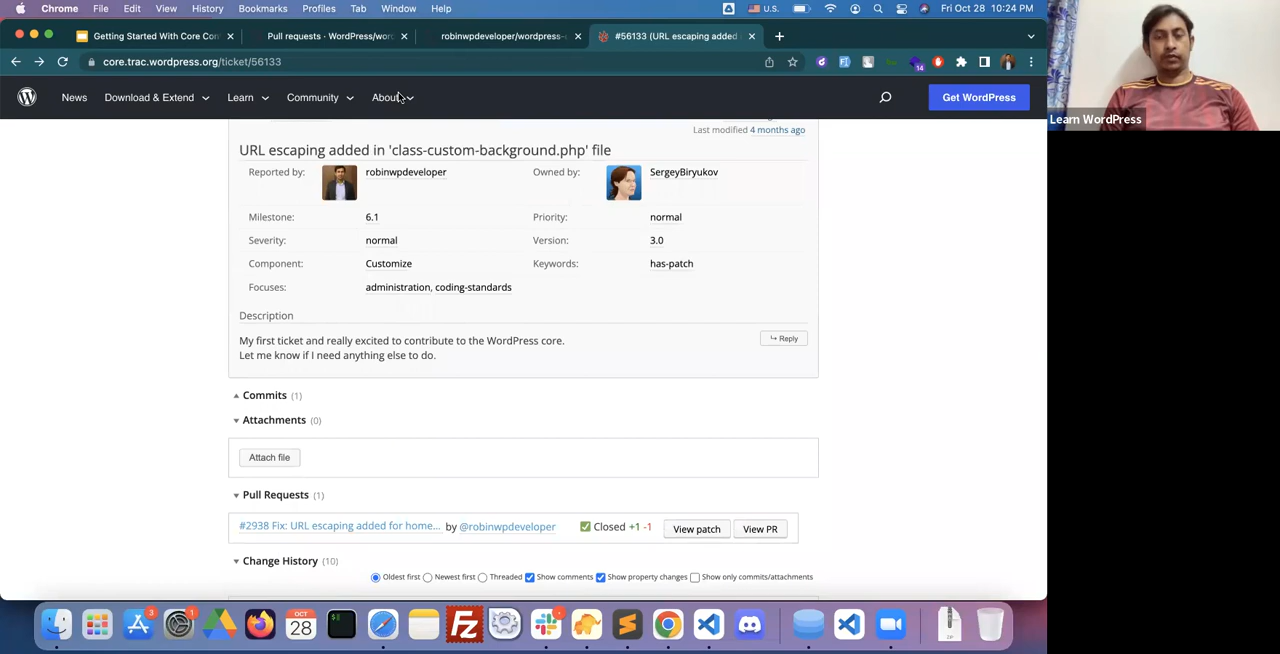 Chrome File Edit View History Bookmarks Profiles Tab Window Help U.S. Fri Oct 28 10:24 PM
Getting Started With Core Con Pull requests · WordPress/wor robinwpdeveloper/wordpress- #56133 (URL escaping added
core.trac.wordpress.org/ticket/56133 14
News Download & Extend Learn Community About Get WordPress
Learn WordPress
Last modified 4 months ago
URL escaping added in 'class-custom-background.php' file
Reported by: robinwpdeveloper Owned by: SergeyBiryukov
Milestone: 6.1 Priority: normal
Severity: normal Version: 3.0
Component: Customize Keywords: has-patch
Focuses: administration, coding-standards
Description
My first ticket and really excited to contribute to the WordPress core.
Let me know if I need anything else to do.
Reply
Commits (1)
Attachments (0)
Attach file
Pull Requests (1)
#2938 Fix: URL escaping added for home... by @robinwpdeveloper Closed +1 -1 View patch View PR
Change History (10)
Oldest first Newest first Threaded Show comments Show property changes Show only commits/attachments
3 1 OCT 28 Fz ZIP